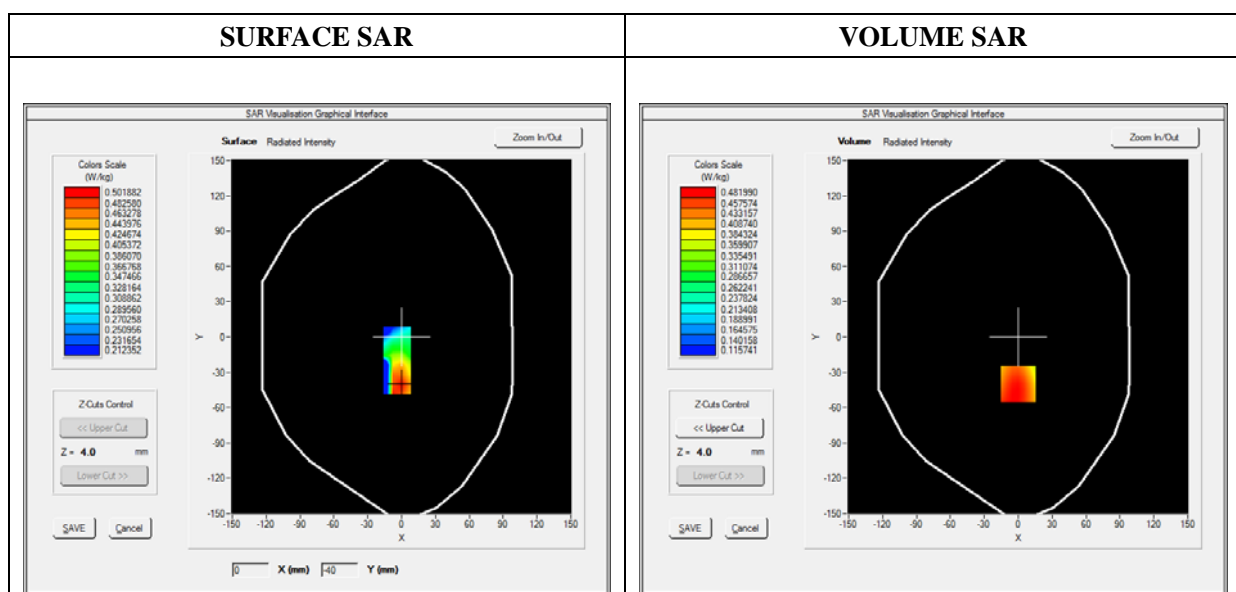 SURFACE SAR
VOLUME SAR
SAR Visualisation Graphical Interface
Surface Radiated Intensity
Zoom In/Out
Colors Scale
(W/kg)
0.501882
0.482580
0.463278
0.443976
0.424674
0.405372
0.386070
0.366768
0.347466
0.328164
0.308862
0.289560
0.270258
0.250956
0.231654
0.212352
150
120
90
60
30
0
-30
-60
-90
-120
-150
Y
-150 -120 -90 -60 -30 0 30 60 90 120 150
X
Z-Cuts Control
<< Upper Cut
Z = 4.0 mm
Lower Cut >>
SAVE Cancel
0 X (mm) -40 Y (mm)
SAR Visualisation Graphical Interface
Volume Radiated Intensity
Zoom In/Out
Colors Scale
(W/kg)
0.481990
0.457574
0.433157
0.408740
0.384324
0.359907
0.335491
0.311074
0.286657
0.262241
0.237824
0.213408
0.188991
0.164575
0.140158
0.115741
150
120
90
60
30
0
-30
-60
-90
-120
-150
Y
-150 -120 -90 -60 -30 0 30 60 90 120 150
X
Z-Cuts Control
<< Upper Cut
Z = 4.0 mm
Lower Cut >>
SAVE Cancel